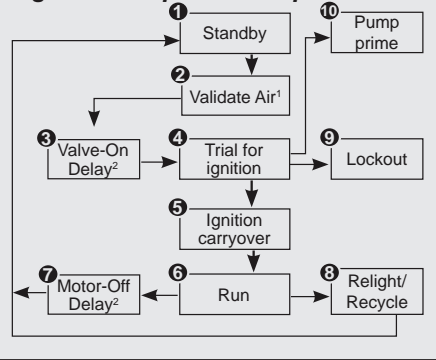 1
Standby
10
Pump
prime
2
Validate Air1
3
Valve-On
Delay2
4
Trial for
ignition
9
Lockout
5
Ignition
carryover
7
Motor-Off
Delay2
6
Run
8
Relight/
Recycle